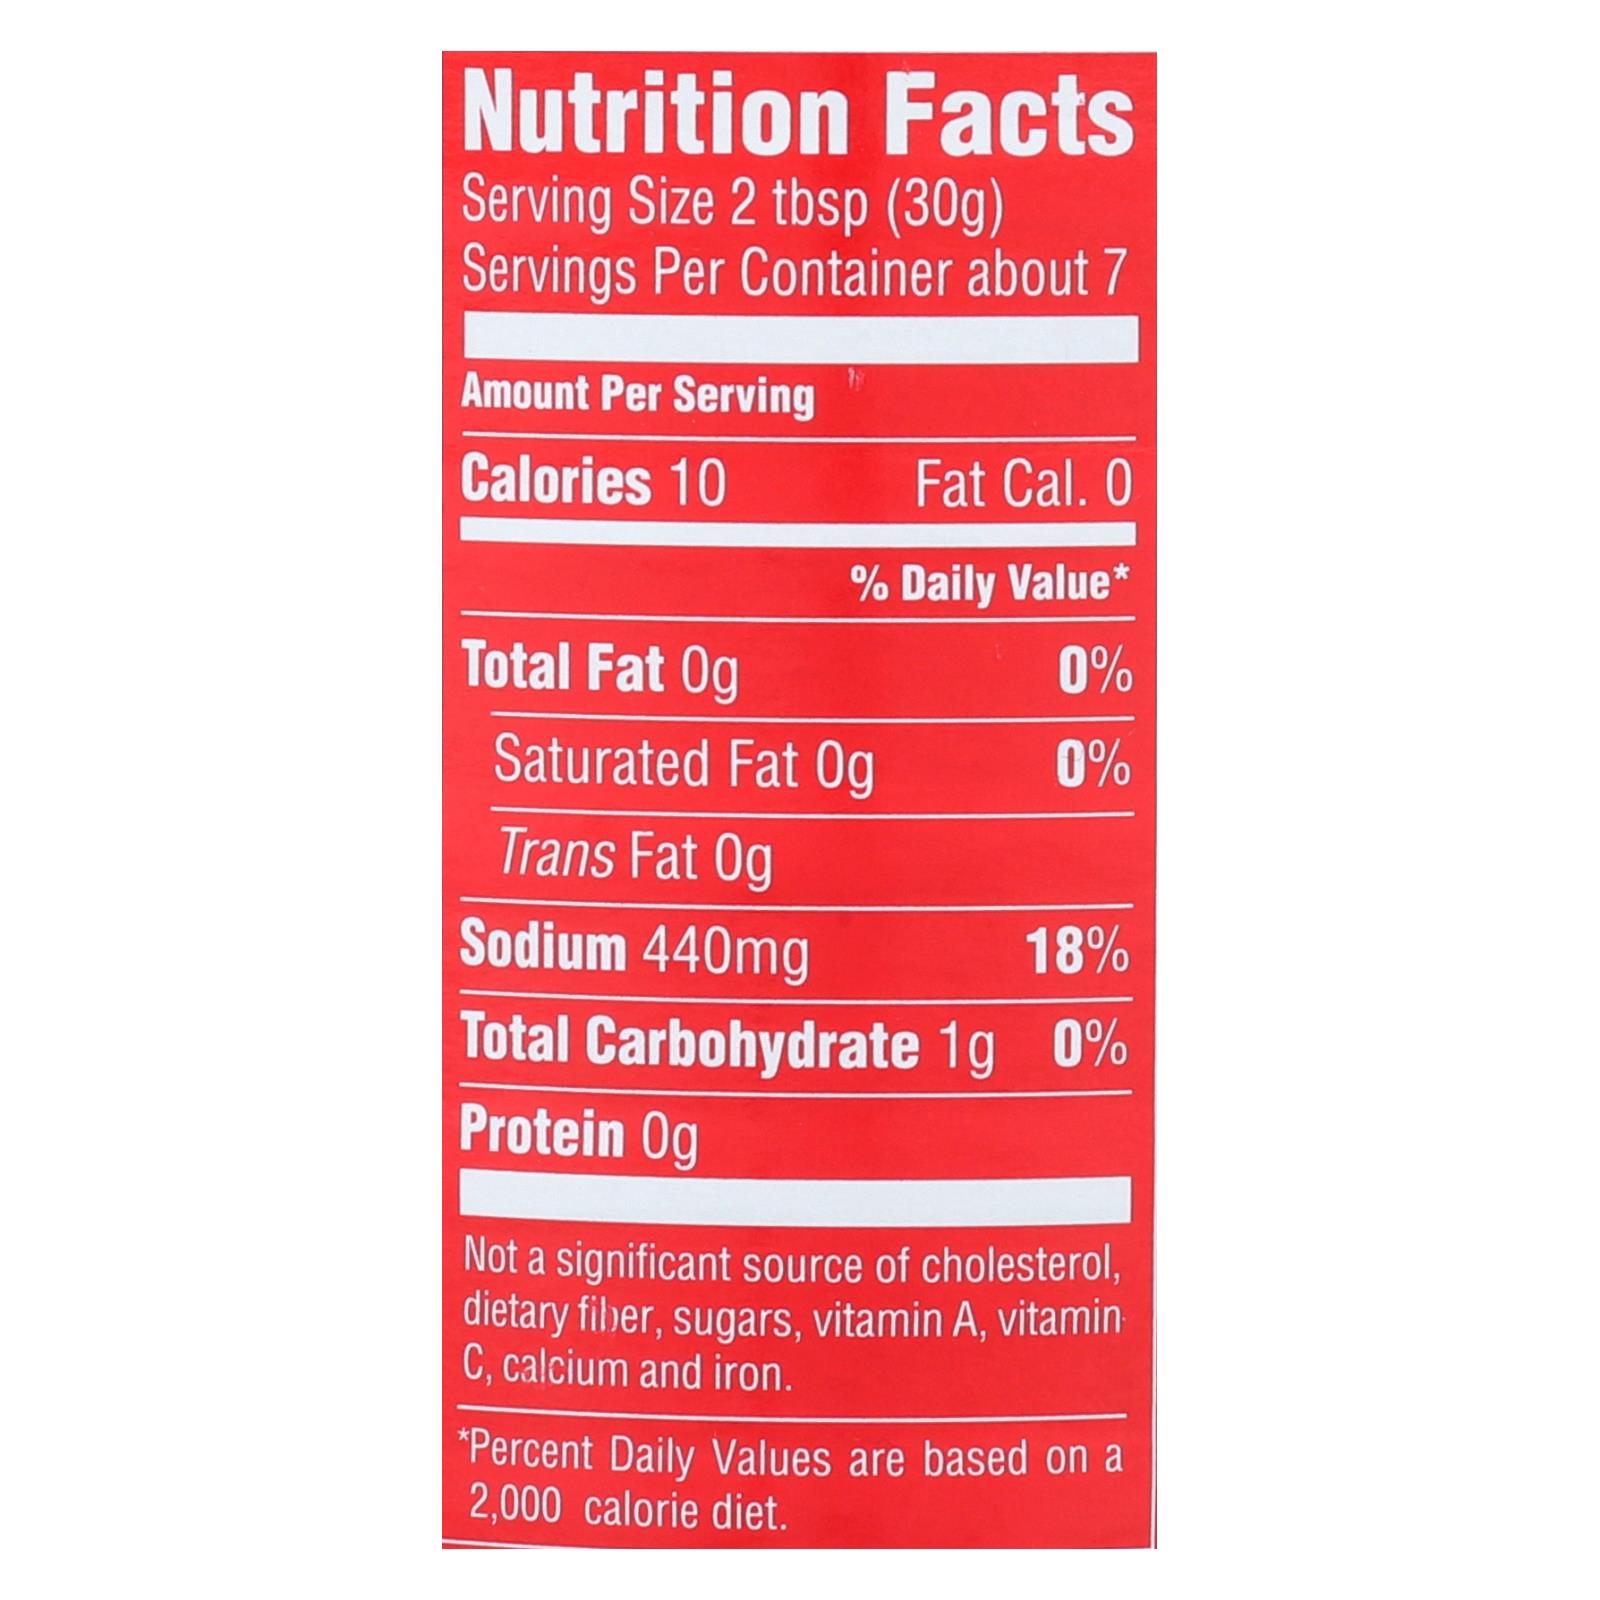 Nutrition Facts
Serving Size 2 tbsp (30g)
Servings Per Container about 7
Amount Per Serving
Calories 10 Fat Cal. 0
% Daily Value*
Total Fat 0g 0%
Saturated Fat 0g 0%
Trans Fat 0g
Sodium 440mg 18%
Total Carbohydrate 1g 0%
Protein 0g
Not a significant source of cholesterol,
dietary fiber, sugars, vitamin A, vitamin
C, calcium and iron.
*Percent Daily Values are based on a
2,000 calorie diet.